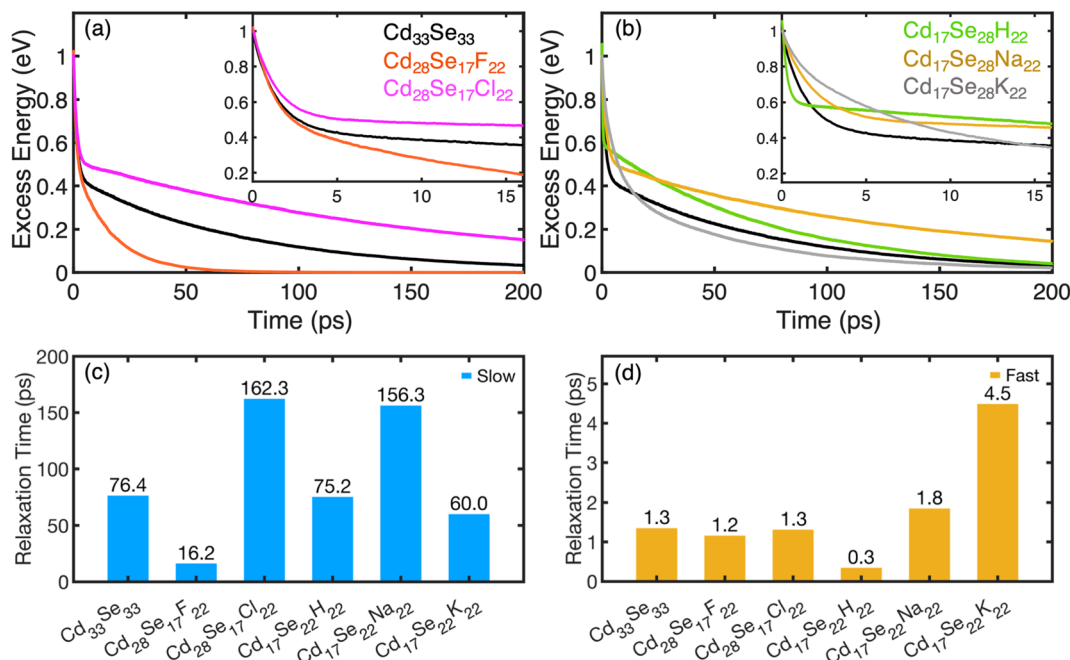 (a)
Cd33Se33
Cd28Se17F22
Cd28Se17Cl22
Excess Energy (eV)
1
0.8
0.6
0.4
0.2
0
0 50 100 150 200
Time (ps)
1
0.8
0.6
0.4
0.2
0 5 10 15
(b)
Cd17Se28H22
Cd17Se28Na22
Cd17Se28K22
Excess Energy (eV)
1
0.8
0.6
0.4
0.2
0
0 50 100 150 200
Time (ps)
1
0.8
0.6
0.4
0.2
0 5 10 15
(c)
Slow
Relaxation Time (ps)
200
150
100
50
0
76.4
16.2
162.3
75.2
156.3
60.0
Cd33Se33
Cd28Se17F22
Cd28Se17Cl22
Cd17Se22H22
Cd17Se22Na22
Cd17Se22K22
(d)
Fast
Relaxation Time (ps)
5
4
3
2
1
0
1.3
1.2
1.3
0.3
1.8
4.5
Cd33Se33
Cd28Se17F22
Cd28Se17Cl22
Cd17Se22H22
Cd17Se22Na22
Cd17Se22K22